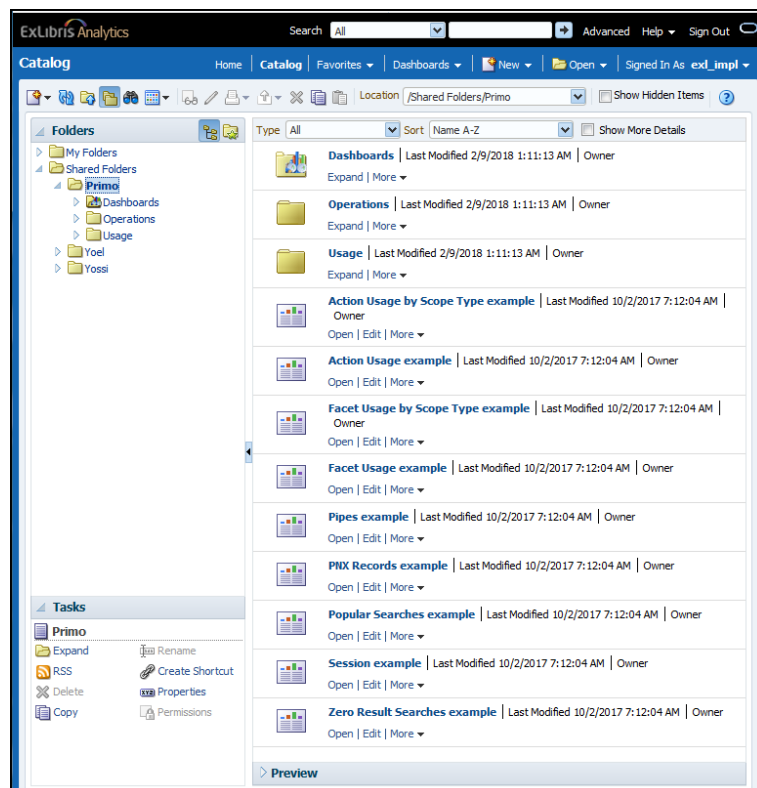 ExLibris Analytics Search All Advanced Help Sign Out
Catalog Home Catalog Favorites Dashboards New Open Signed In As exl_impl
Location /Shared Folders/Primo Show Hidden Items ?
Folders
My Folders
Shared Folders
Primo
Dashboards
Operations
Usage
Yoel
Yossi
Type All Sort Name A-Z Show More Details
Dashboards | Last Modified 2/9/2018 1:11:13 AM | Owner
Expand | More
Operations | Last Modified 2/9/2018 1:11:13 AM | Owner
Expand | More
Usage | Last Modified 2/9/2018 1:11:13 AM | Owner
Expand | More
Action Usage by Scope Type example | Last Modified 10/2/2017 7:12:04 AM |
Owner
Open | Edit | More
Action Usage example | Last Modified 10/2/2017 7:12:04 AM | Owner
Open | Edit | More
Facet Usage by Scope Type example | Last Modified 10/2/2017 7:12:04 AM |
Owner
Open | Edit | More
Facet Usage example | Last Modified 10/2/2017 7:12:04 AM | Owner
Open | Edit | More
Pipes example | Last Modified 10/2/2017 7:12:04 AM | Owner
Open | Edit | More
PNX Records example | Last Modified 10/2/2017 7:12:04 AM | Owner
Open | Edit | More
Popular Searches example | Last Modified 10/2/2017 7:12:04 AM | Owner
Open | Edit | More
Session example | Last Modified 10/2/2017 7:12:04 AM | Owner
Open | Edit | More
Zero Result Searches example | Last Modified 10/2/2017 7:12:04 AM | Owner
Open | Edit | More
Tasks
Primo
Expand Rename
RSS Create Shortcut
Delete Properties
Copy Permissions
Preview